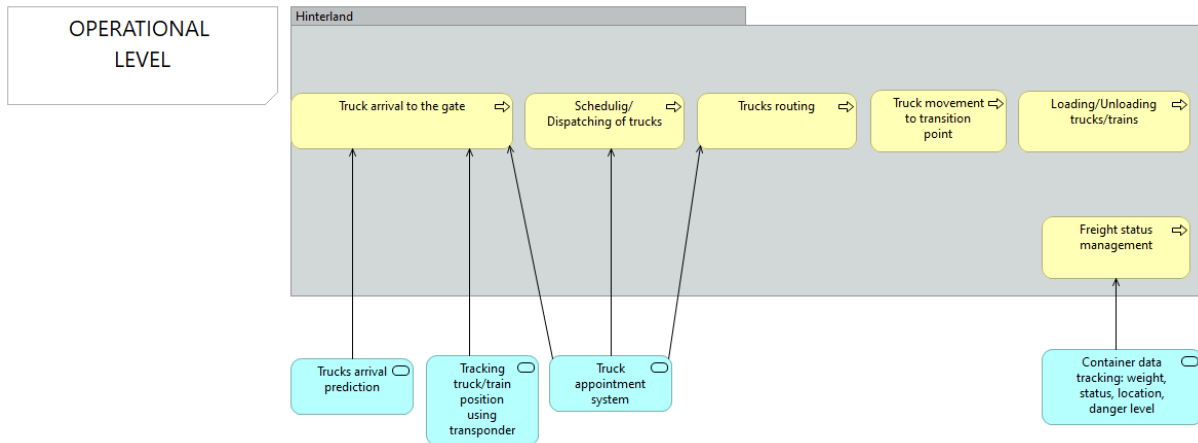 OPERATIONAL
LEVEL
Hinterland
Truck arrival to the gate
Schedulig/
Dispatching of trucks
Trucks routing
Truck movement
to transition
point
Loading/Unloading
trucks/trains
Freight status
management
Trucks arrival
prediction
Tracking
truck/train
position
using
transponder
Truck
appointment
system
Container data
tracking: weight,
status, location,
danger level